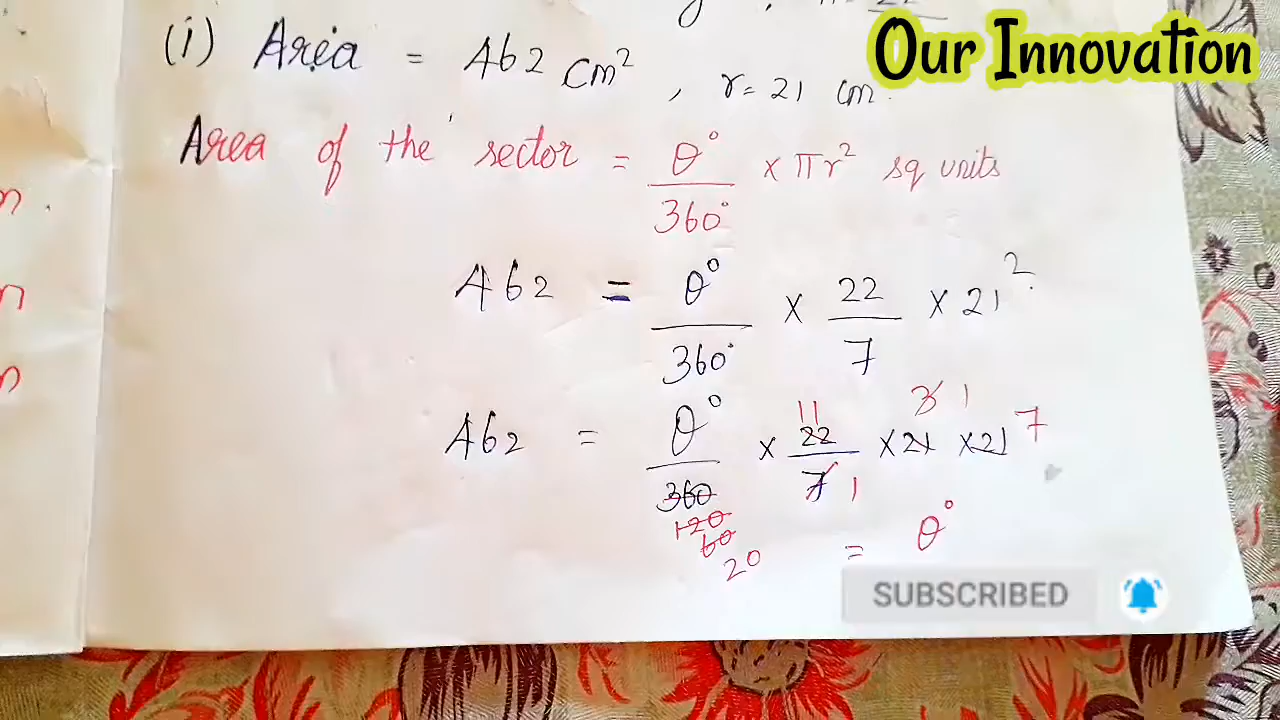 Our Innovation
(i) Area = 462 cm², r = 21 cm.
Area of the sector = θ°/360° × πr² sq units
462 = θ°/360° × 22/7 × 21².
462 = θ°/360 × 22/7 × 21 × 21
11 3 1 7
1
120
60
20
= θ°
SUBSCRIBED